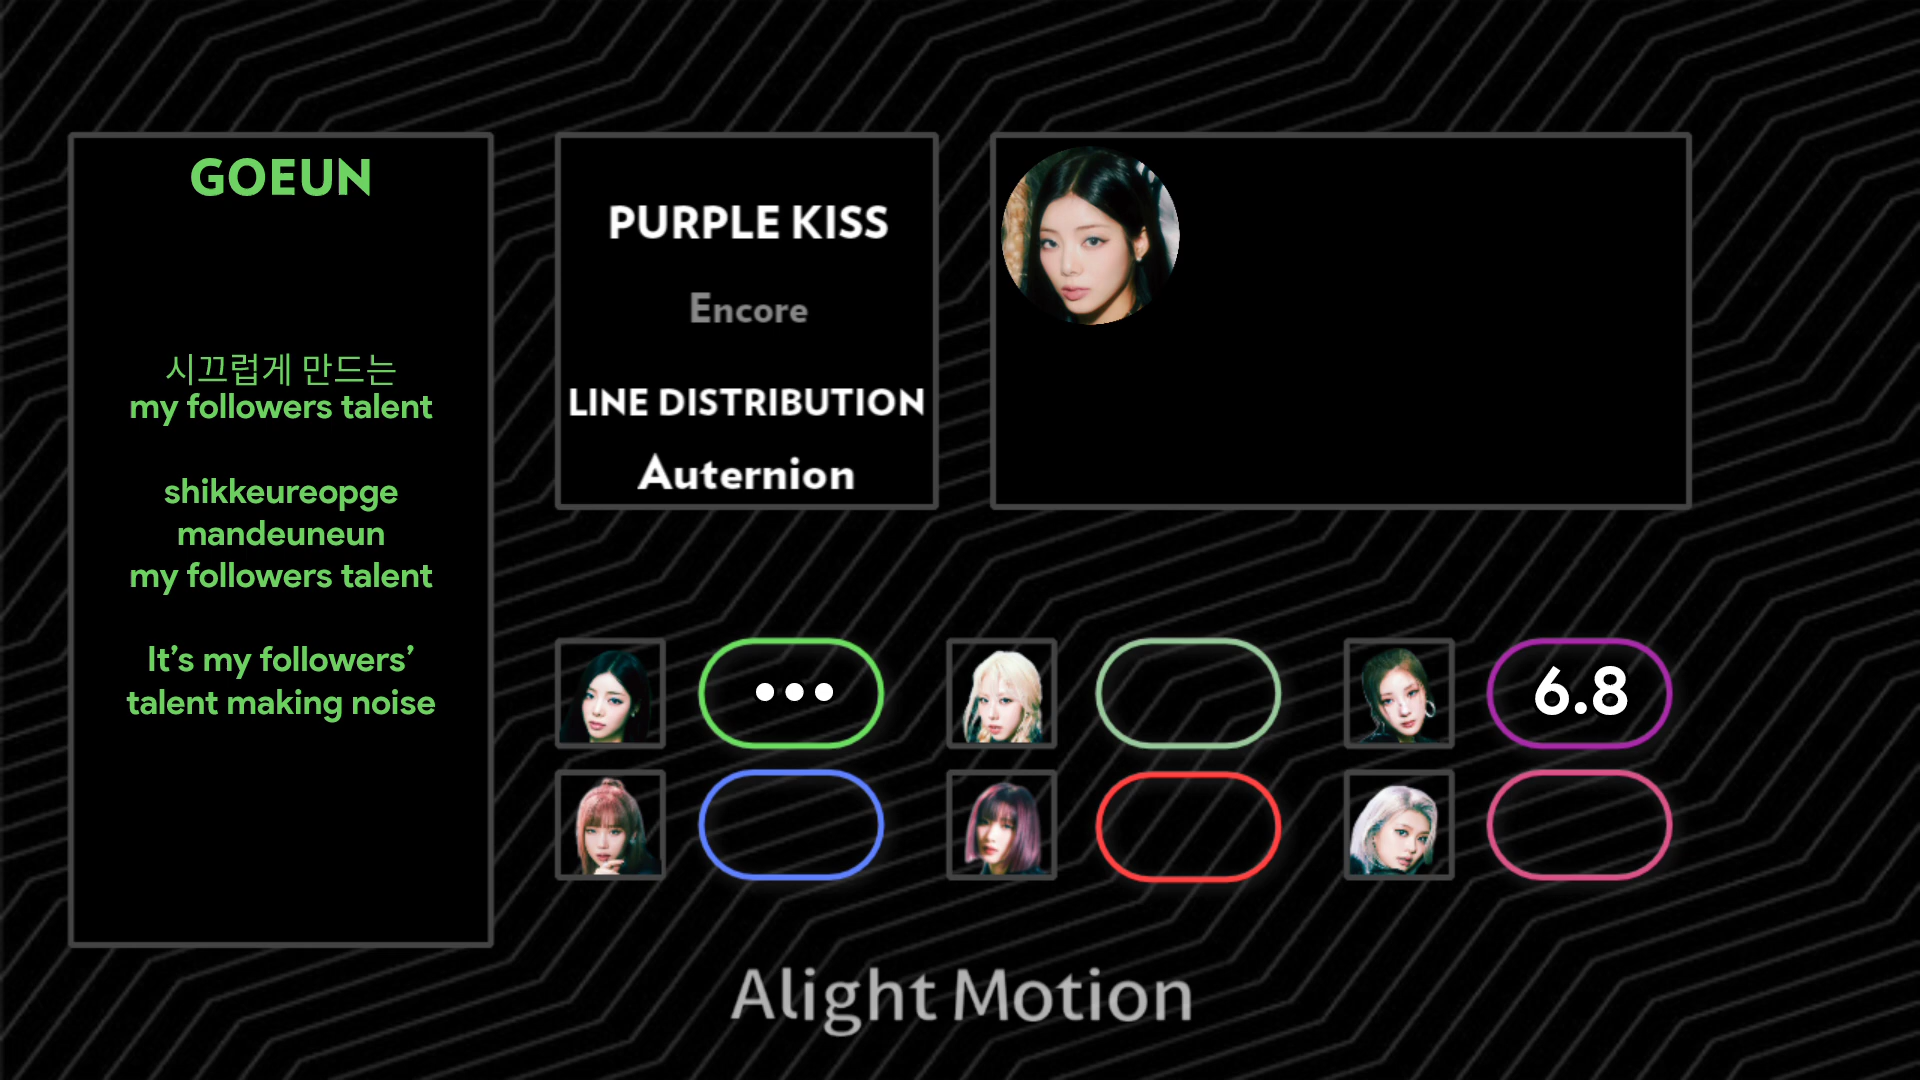 GOEUN
시끄럽게 만드는
my followers talent
shikkeureopge
mandeuneun
my followers talent
It’s my followers’
talent making noise
PURPLE KISS
Encore
LINE DISTRIBUTION
Auternion
...
6.8
Alight Motion